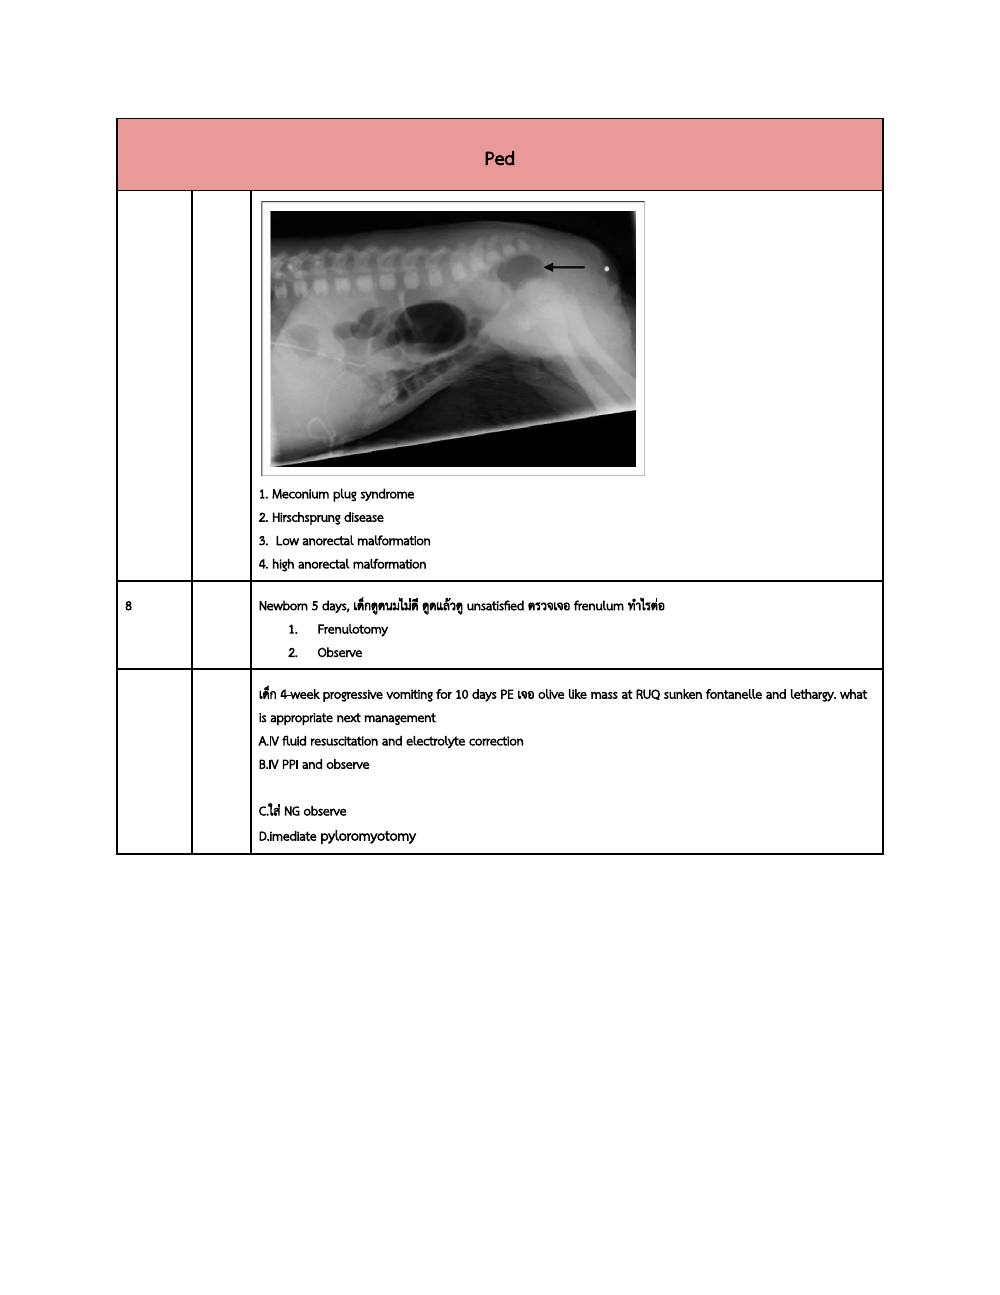 Ped
1. Meconium plug syndrome
2. Hirschsprung disease
3. Low anorectal malformation
4. high anorectal malformation
8
Newborn 5 days, เด็กดูดนมไม่ดี ดูดแล้วดู unsatisfied ตรวจเจอ frenulum ทำไรต่อ
1. Frenulotomy
2. Observe
เด็ก 4-week progressive vomiting for 10 days PE เจอ olive like mass at RUQ sunken fontanelle and lethargy. what
is appropriate next management
A.IV fluid resuscitation and electrolyte correction
B.IV PPI and observe
C.ใส่ NG observe
D.imediate pyloromyotomy